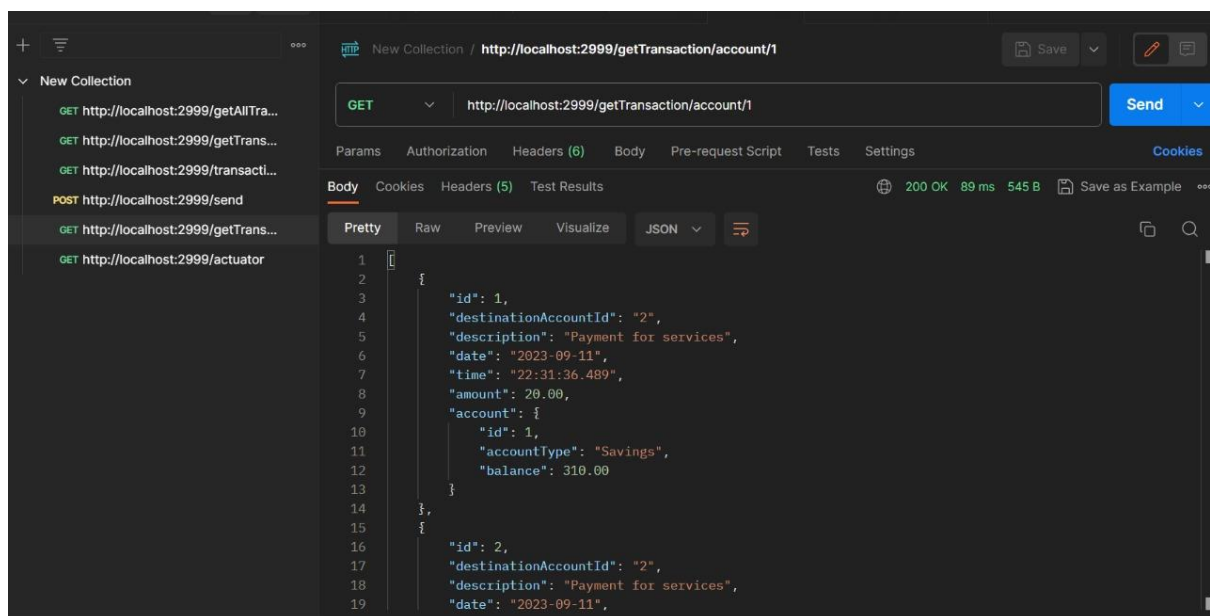 New Collection / http://localhost:2999/getTransaction/account/1
Save
New Collection
GET http://localhost:2999/getAllTra...
GET http://localhost:2999/getTrans...
GET http://localhost:2999/transacti...
POST http://localhost:2999/send
GET http://localhost:2999/getTrans...
GET http://localhost:2999/actuator
HTTP
GET http://localhost:2999/getTransaction/account/1 Send
Params Authorization Headers (6) Body Pre-request Script Tests Settings Cookies
Body Cookies Headers (5) Test Results 200 OK 89 ms 545 B Save as Example
Pretty Raw Preview Visualize JSON
1 [
2 {
3 "id": 1,
4 "destinationAccountId": "2",
5 "description": "Payment for services",
6 "date": "2023-09-11",
7 "time": "22:31:36.489",
8 "amount": 20.00,
9 "account": {
10 "id": 1,
11 "accountType": "Savings",
12 "balance": 310.00
13 }
14 },
15 {
16 "id": 2,
17 "destinationAccountId": "2",
18 "description": "Payment for services",
19 "date": "2023-09-11",